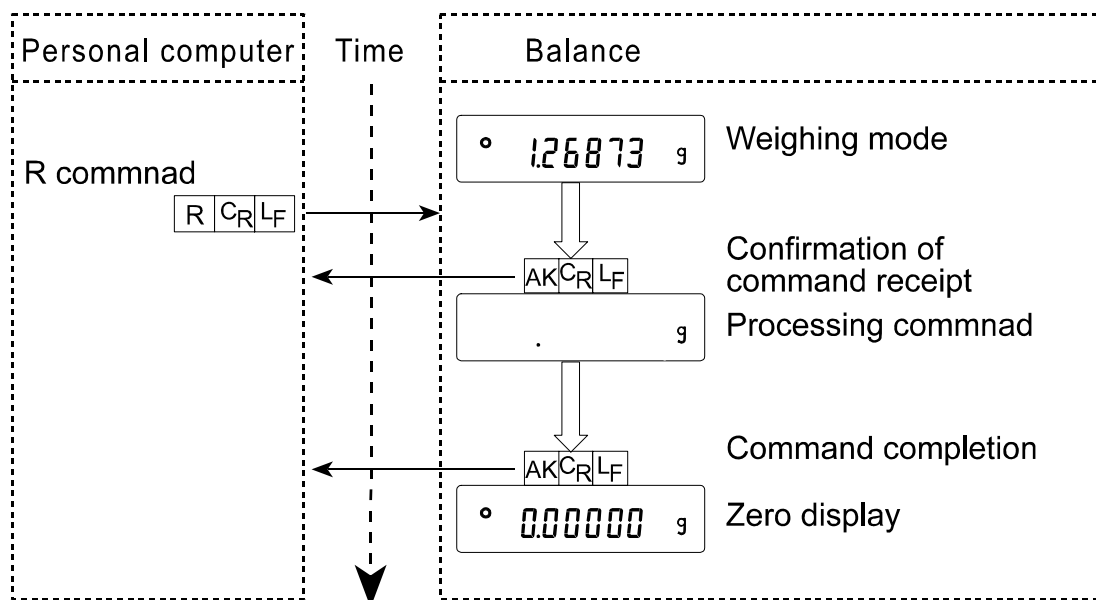 Personal computer
Time
Balance
1.26873 g
Weighing mode
R commnad
R CR LF
Confirmation of
command receipt
AK CR LF
. g
Processing commnad
Command completion
AK CR LF
0.00000 g
Zero display